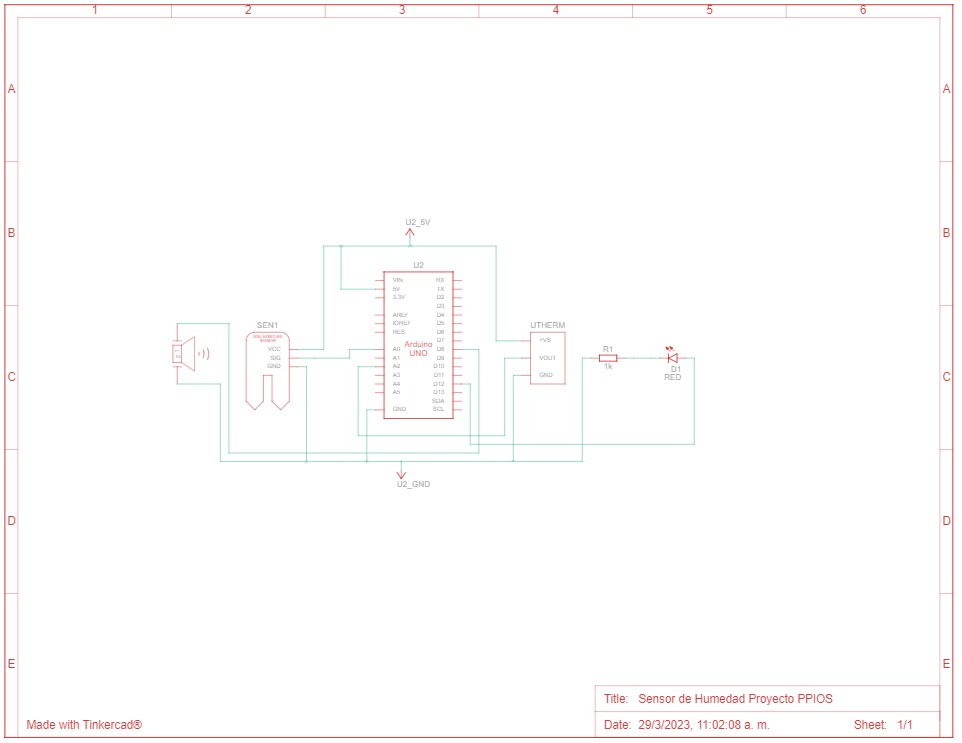 1 2 3 4 5 6
A A
B B
C C
D D
E E
U2_5V
U2
VIN RX
5V TX
3.3V D2
D3
AREF D4
IOREF D5
RES D6
D7
Arduino
UNO
A0 D8
A1 D9
A2 D10
A3 D11
A4 D12
A5 D13
SDA
GND SCL
SEN1
SOIL MOISTURE
SENSOR
VCC
SIG
GND
UTHERM
+VS
VOUT
GND
R1
1k
D1
RED
U2_GND
Title: Sensor de Humedad Proyecto PPIOS
Made with Tinkercad®
Date: 29/3/2023, 11:02:08 a. m. Sheet: 1/1